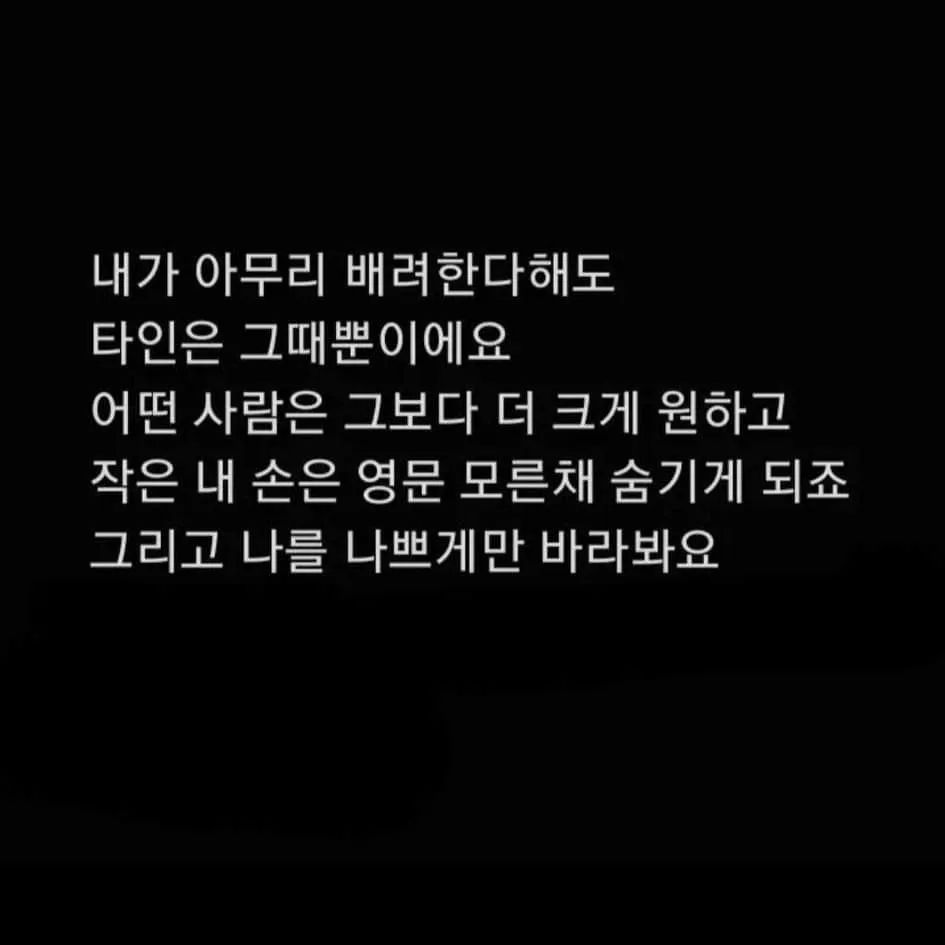 내가 아무리 배려한다해도
타인은 그때뿐이에요
어떤 사람은 그보다 더 크게 원하고
작은 내 손은 영문 모른채 숨기게 되죠
그리고 나를 나쁘게만 바라봐요